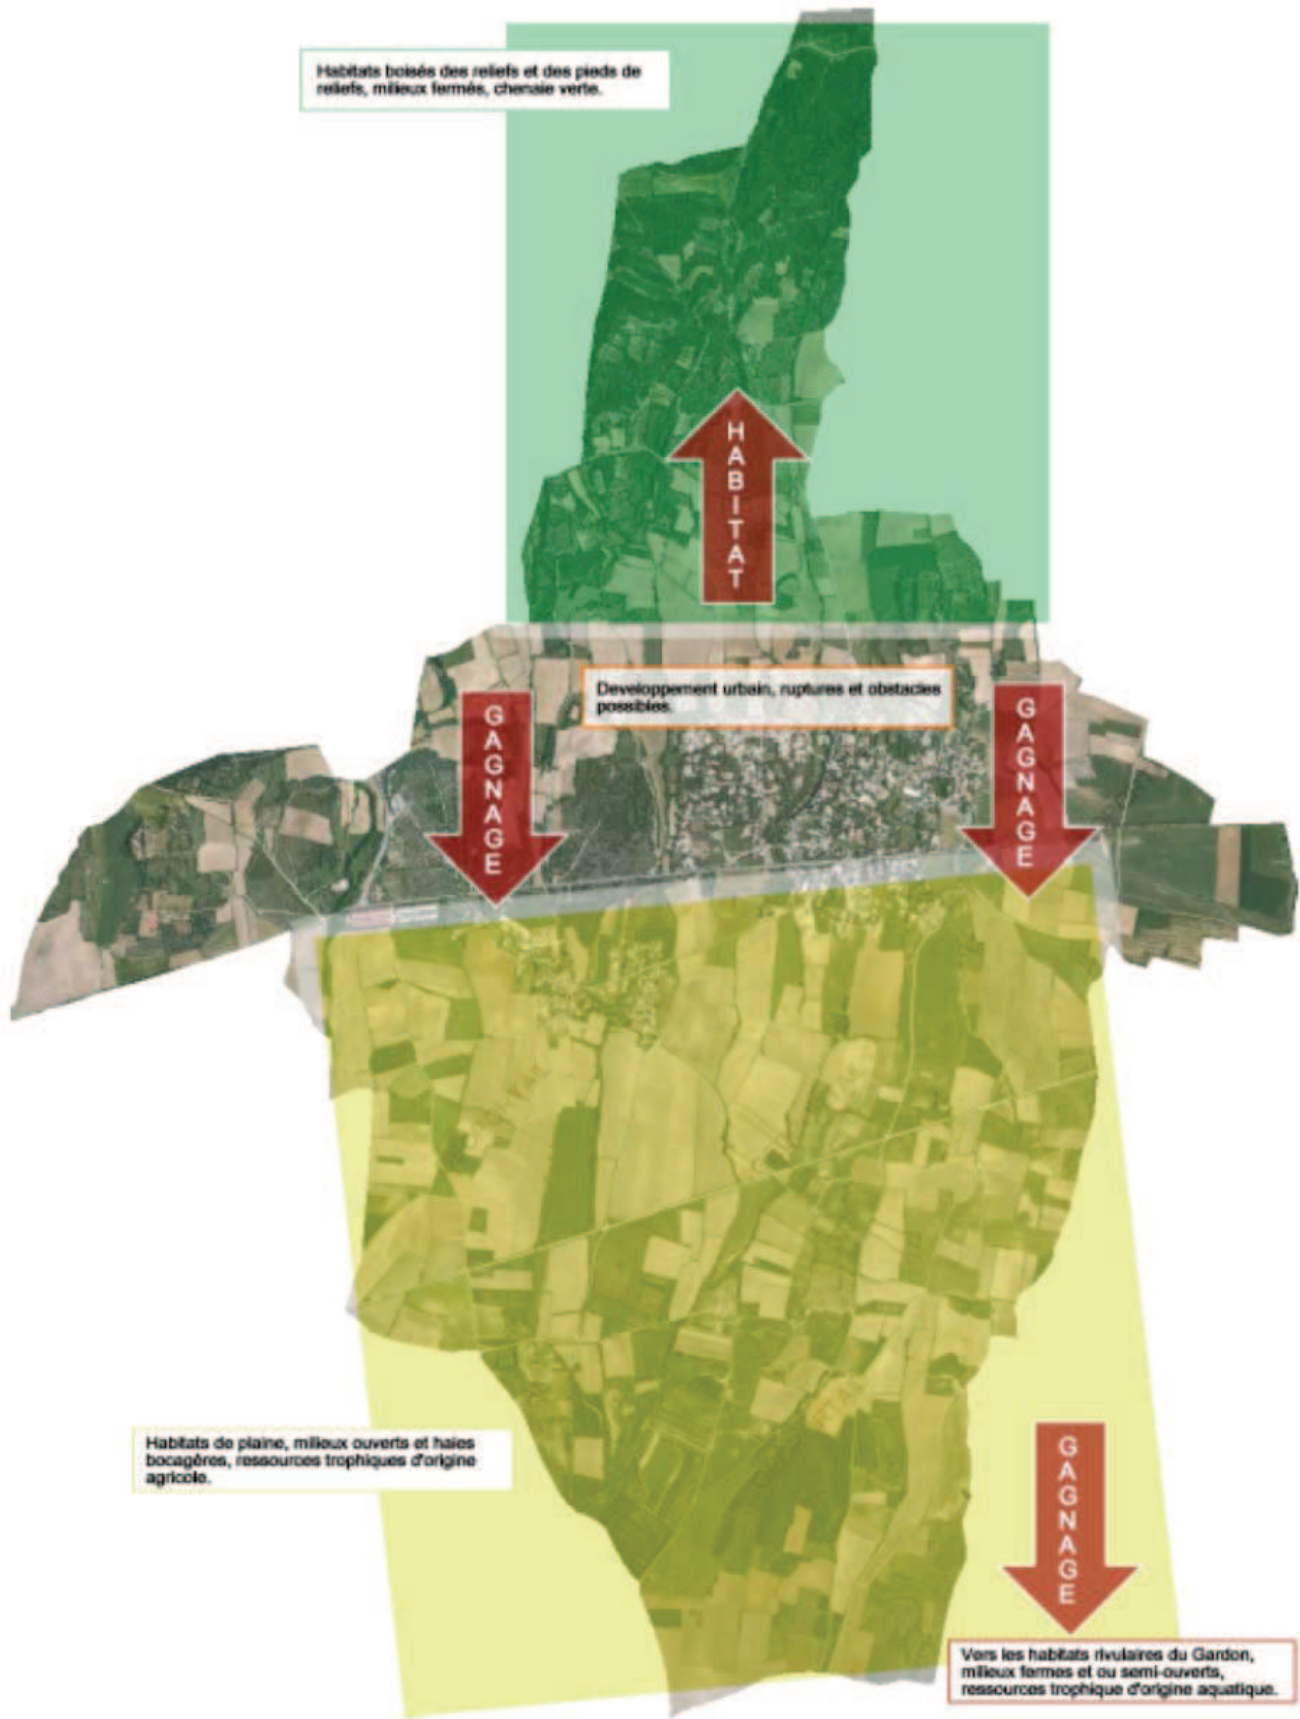 Habitats boisés des reliefs et des pieds de
reliefs, milieux fermés, chenaie verte.
HABITAT
Developpement urbain, ruptures et obstacles
possibles.
GAGNAGE
GAGNAGE
Habitats de plaine, milieux ouverts et haies
bocagères, ressources trophiques d'origine
agricole.
GAGNAGE
Vers les habitats rivulaires du Gardon,
milieux fermes et ou semi-ouverts,
ressources trophique d'origine aquatique.